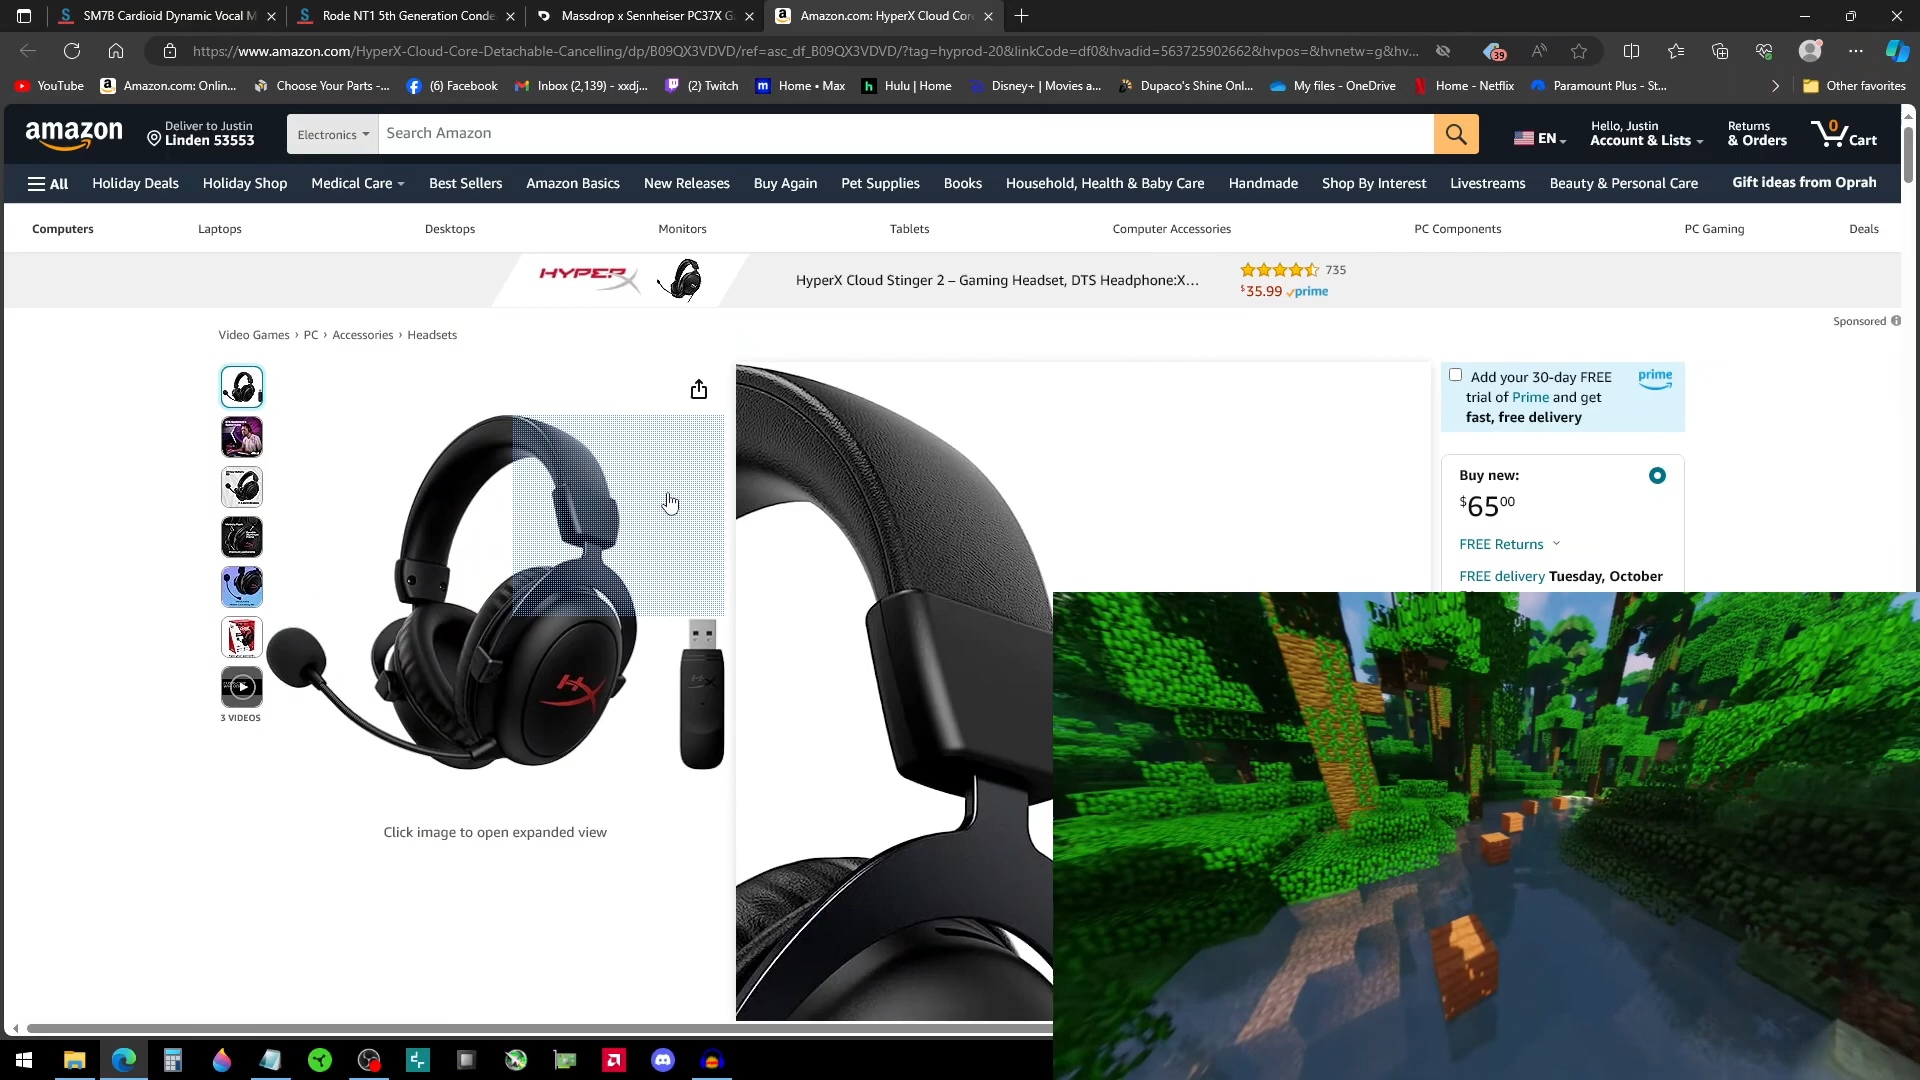 SM7B Cardioid Dynamic Vocal M
Rode NT1 5th Generation Conde
Massdrop x Sennheiser PC37X G
Amazon.com: HyperX Cloud Cor
https://www.amazon.com/HyperX-Cloud-Core-Detachable-Cancelling/dp/B09QX3VDVD/ref=asc_df_B09QX3VDVD/?tag=hyprod-20&linkCode=df0&hvadid=563725902662&hvpos=&hvnetw=g&hv...
39
YouTube
Amazon.com: Onlin...
Choose Your Parts -...
(6) Facebook
Inbox (2,139) - xxdj...
(2) Twitch
Home • Max
Hulu | Home
Disney+ | Movies a...
Dupaco's Shine Onl...
My files - OneDrive
Home - Netflix
Paramount Plus - St...
Other favorites
amazon
Deliver to Justin
Linden 53553
Electronics
Search Amazon
EN
Hello, Justin
Account & Lists
Returns
& Orders
0
Cart
All
Holiday Deals
Holiday Shop
Medical Care
Best Sellers
Amazon Basics
New Releases
Buy Again
Pet Supplies
Books
Household, Health & Baby Care
Handmade
Shop By Interest
Livestreams
Beauty & Personal Care
Gift ideas from Oprah
Computers
Laptops
Desktops
Monitors
Tablets
Computer Accessories
PC Components
PC Gaming
Deals
HYPERX
HyperX Cloud Stinger 2 – Gaming Headset, DTS Headphone:X...
735
$35.99 prime
Sponsored
Video Games › PC › Accessories › Headsets
3 VIDEOS
Click image to open expanded view
Add your 30-day FREE
trial of Prime and get
fast, free delivery
prime
Buy new:
$65 00
FREE Returns
FREE delivery Tuesday, October